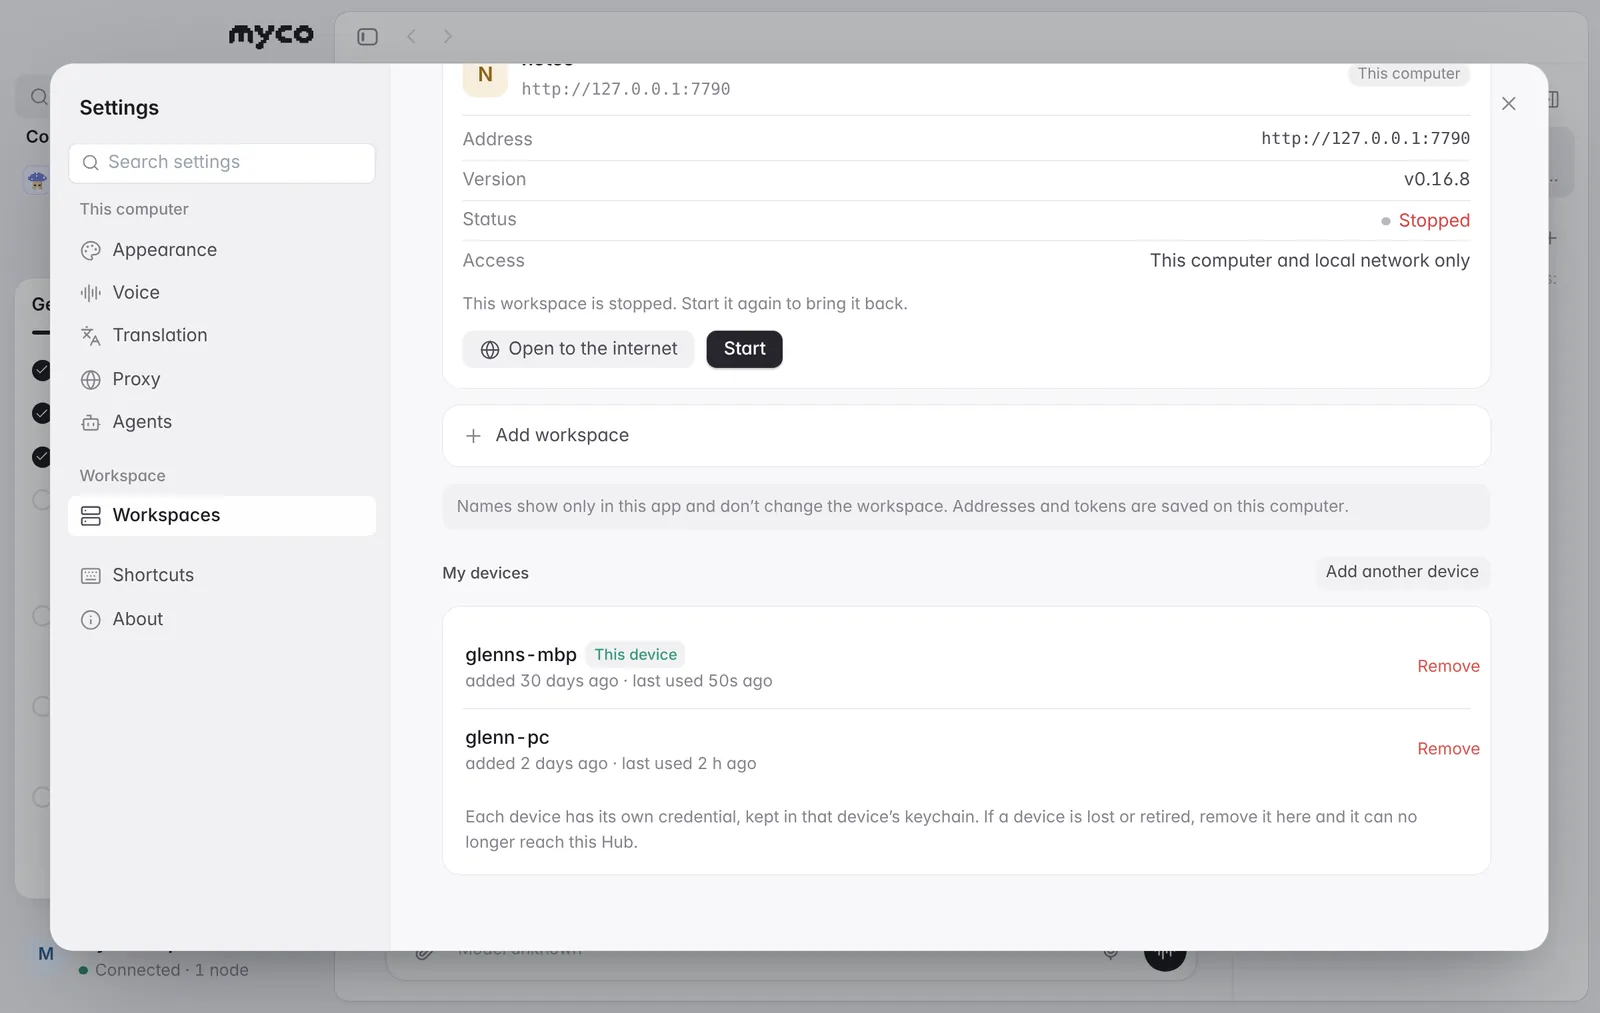 myco
Settings
Search settings
This computer
Appearance
Voice
Translation
Proxy
Agents
Workspace
Workspaces
Shortcuts
About
N
http://127.0.0.1:7790
This computer
Address
http://127.0.0.1:7790
Version
v0.16.8
Status
Stopped
Access
This computer and local network only
This workspace is stopped. Start it again to bring it back.
Open to the internet
Start
Add workspace
Names show only in this app and don’t change the workspace. Addresses and tokens are saved on this computer.
My devices
Add another device
glenns-mbp
This device
added 30 days ago · last used 50s ago
Remove
glenn-pc
added 2 days ago · last used 2 h ago
Remove
Each device has its own credential, kept in that device’s keychain. If a device is lost or retired, remove it here and it can no
longer reach this Hub.
Co
Ge
M
Connected · 1 node